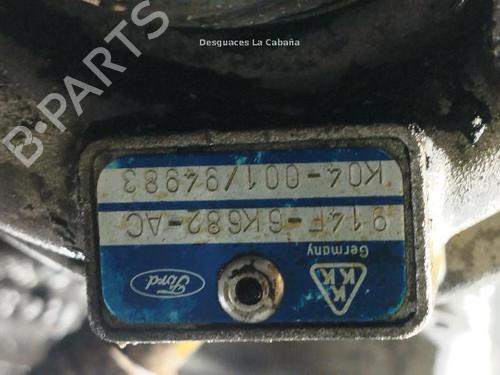 Desguaces La Cabaña
B-PARTS
Ford
KKK
Germany
914F-6K682-AC
K04-001/94983